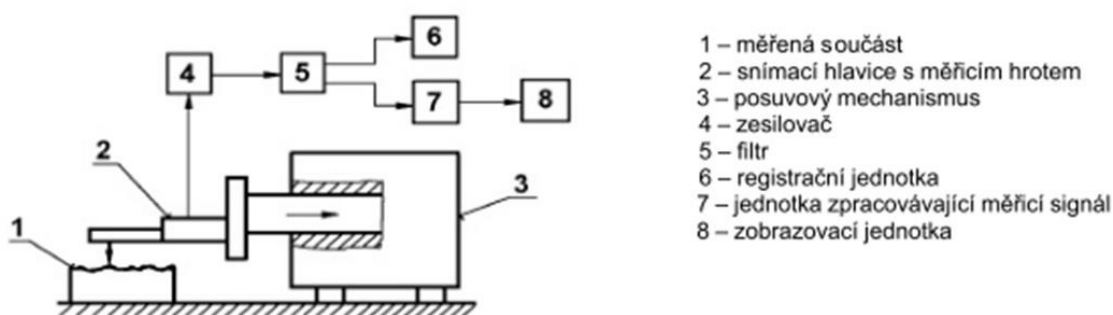 6
4
5
7
8
2
3
1
1 – měřená součást
2 – snímací hlavice s měřicím hrotem
3 – posuvový mechanismus
4 – zesilovač
5 – filtr
6 – registrační jednotka
7 – jednotka zpracovávající měřicí signál
8 – zobrazovací jednotka